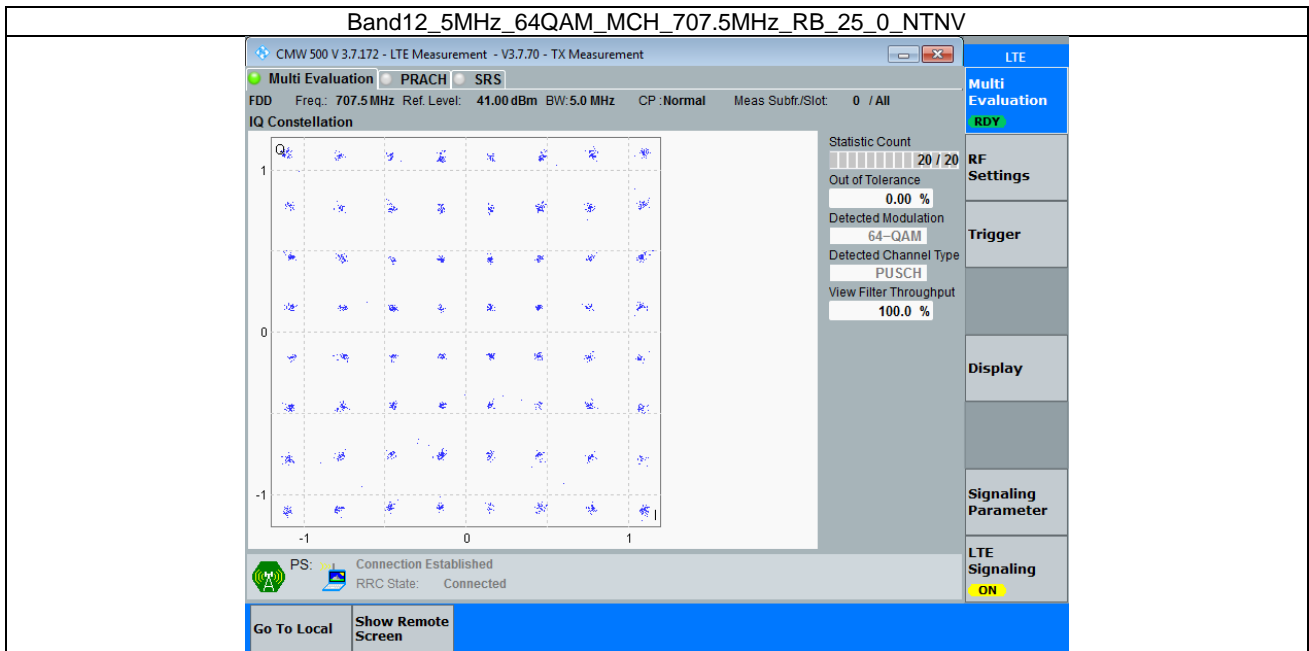 Band12_5MHz_64QAM_MCH_707.5MHz_RB_25_0_NTNV
CMW 500 V 3.7.172 - LTE Measurement - V3.7.70 - TX Measurement
LTE
Multi Evaluation PRACH SRS
Multi
Evaluation
RDY
FDD Freq.: 707.5 MHz Ref. Level: 41.00 dBm BW: 5.0 MHz CP : Normal Meas Subfr./Slot: 0 / All
IQ Constellation
Q
1
0
-1
-1 0 1
I
Statistic Count
20 / 20
Out of Tolerance
0.00 %
Detected Modulation
64-QAM
Detected Channel Type
PUSCH
View Filter Throughput
100.0 %
RF
Settings
Trigger
Display
Signaling
Parameter
LTE
Signaling
ON
PS: Connection Established
RRC State: Connected
Go To Local
Show Remote
Screen